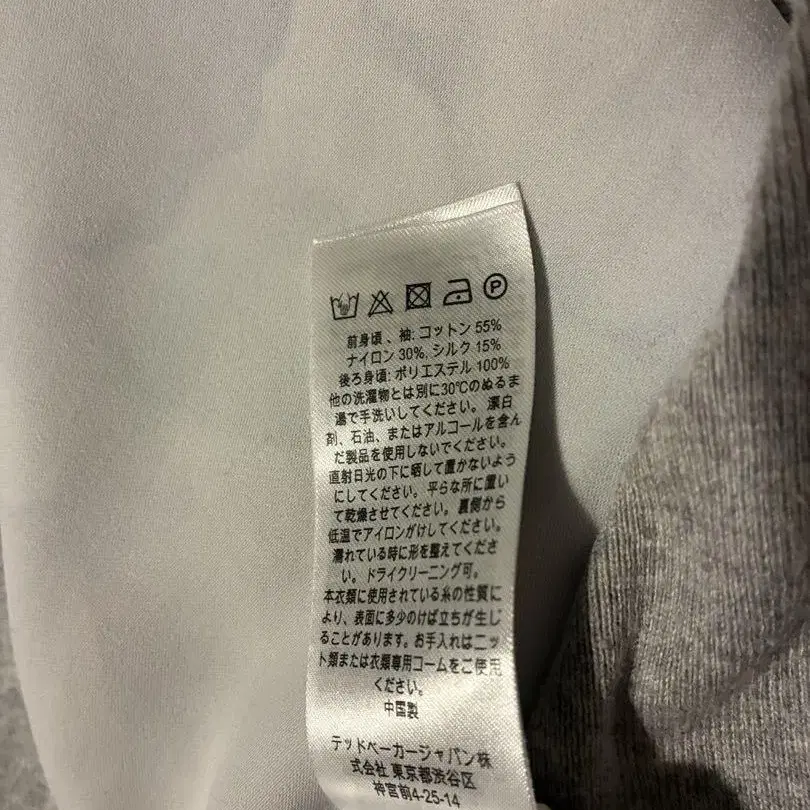 P
前身頃、袖: コットン 55%
ナイロン 30%, シルク 15%
後ろ身頃: ポリエステル 100%
他の洗濯物とは別に30℃のぬるま
湯で手洗いしてください。漂白
剤、石油、またはアルコールを含ん
だ製品を使用しないでください。
直射日光の下に晒して置かないよう
にしてください。平らな所に置い
て乾燥させてください。裏側から
低温でアイロンがけしてください。
濡れている時に形を整えてくださ
い。ドライクリーニング可。
本衣類に使用されている糸の性質に
より、表面に多少のけば立ちが生じ
ることがあります。お手入れはニッ
ト類または衣類専用コームをご使用
ください。
中国製
テッドベーカージャパン株
式会社 東京都渋谷区
神宮前4-25-14